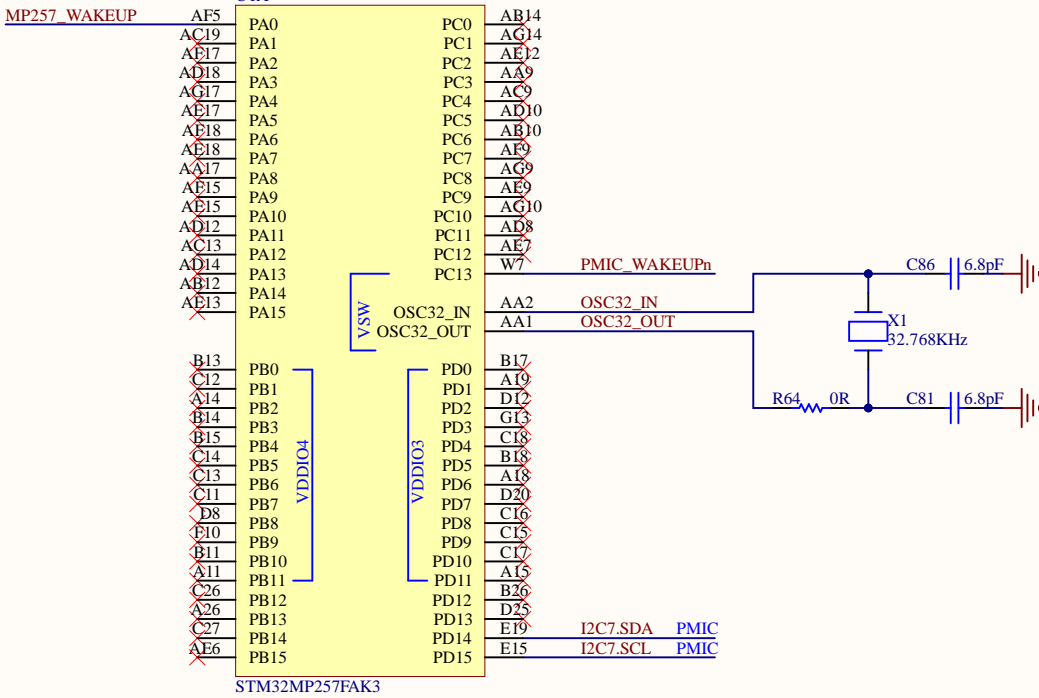 MP257_WAKEUP AF5 PA0 PC0 AB14
AC19 PA1 PC1 AG14
AF17 PA2 PC2 AE12
AD18 PA3 PC3 AA9
AG17 PA4 PC4 AC9
AE17 PA5 PC5 AD10
AF18 PA6 PC6 AB10
AE18 PA7 PC7 AF9
AA17 PA8 PC8 AG9
AF15 PA9 PC9 AE9
AE15 PA10 PC10 AG10
AD12 PA11 PC11 AD8
AC13 PA12 PC12 AE7
AD14 PA13 PC13 W7 PMIC_WAKEUPn C86 6.8pF
AB12 PA14
AE13 PA15 OSC32_IN AA2 OSC32_IN
VSW OSC32_OUT AA1 OSC32_OUT X1
32.768KHz
B13 PB0 PD0 B17
C12 PB1 PD1 A19
A14 PB2 PD2 D12 R64 0R C81 6.8pF
B14 PB3 PD3 G13
B15 PB4 PD4 C18
C14 PB5 PD5 B18
VDDIO4 VDDIO3
C13 PB6 PD6 A18
C11 PB7 PD7 D20
D8 PB8 PD8 C16
F10 PB9 PD9 C15
B11 PB10 PD10 C17
A11 PB11 PD11 A15
C26 PB12 PD12 B26
A26 PB13 PD13 D25
C27 PB14 PD14 E19 I2C7.SDA PMIC
AE6 PB15 PD15 E15 I2C7.SCL PMIC
STM32MP257FAK3